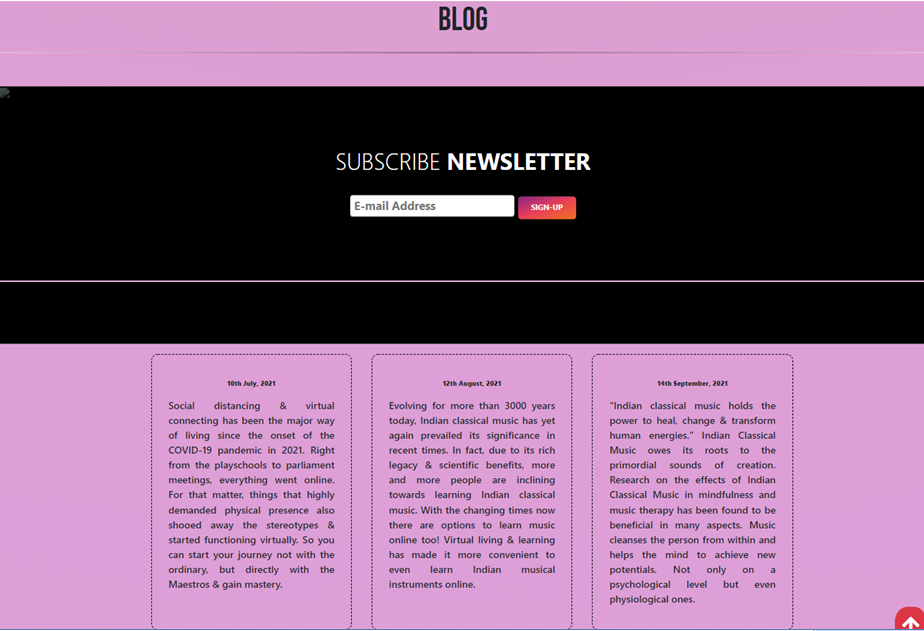 BLOG
SUBSCRIBE NEWSLETTER
E-mail Address
SIGN-UP
10th July, 2021
Social distancing & virtual
connecting has been the major way
of living since the onset of the
COVID-19 pandemic in 2021. Right
from the playschools to parliament
meetings, everything went online.
For that matter, things that highly
demanded physical presence also
shooed away the stereotypes &
started functioning virtually. So you
can start your journey not with the
ordinary, but directly with the
Maestros & gain mastery.
12th August, 2021
Evolving for more than 3000 years
today, Indian classical music has yet
again prevailed its significance in
recent times. In fact, due to its rich
legacy & scientific benefits, more
and more people are inclining
towards learning Indian classical
music. With the changing times now
there are options to learn music
online too! Virtual living & learning
has made it more convenient to
even learn Indian musical
instruments online.
14th September, 2021
"Indian classical music holds the
power to heal, change & transform
human energies." Indian Classical
Music owes its roots to the
primordial sounds of creation.
Research on the effects of Indian
Classical Music in mindfulness and
music therapy has been found to be
beneficial in many aspects. Music
cleanses the person from within and
helps the mind to achieve new
potentials. Not only on a
psychological level but even
physiological ones.